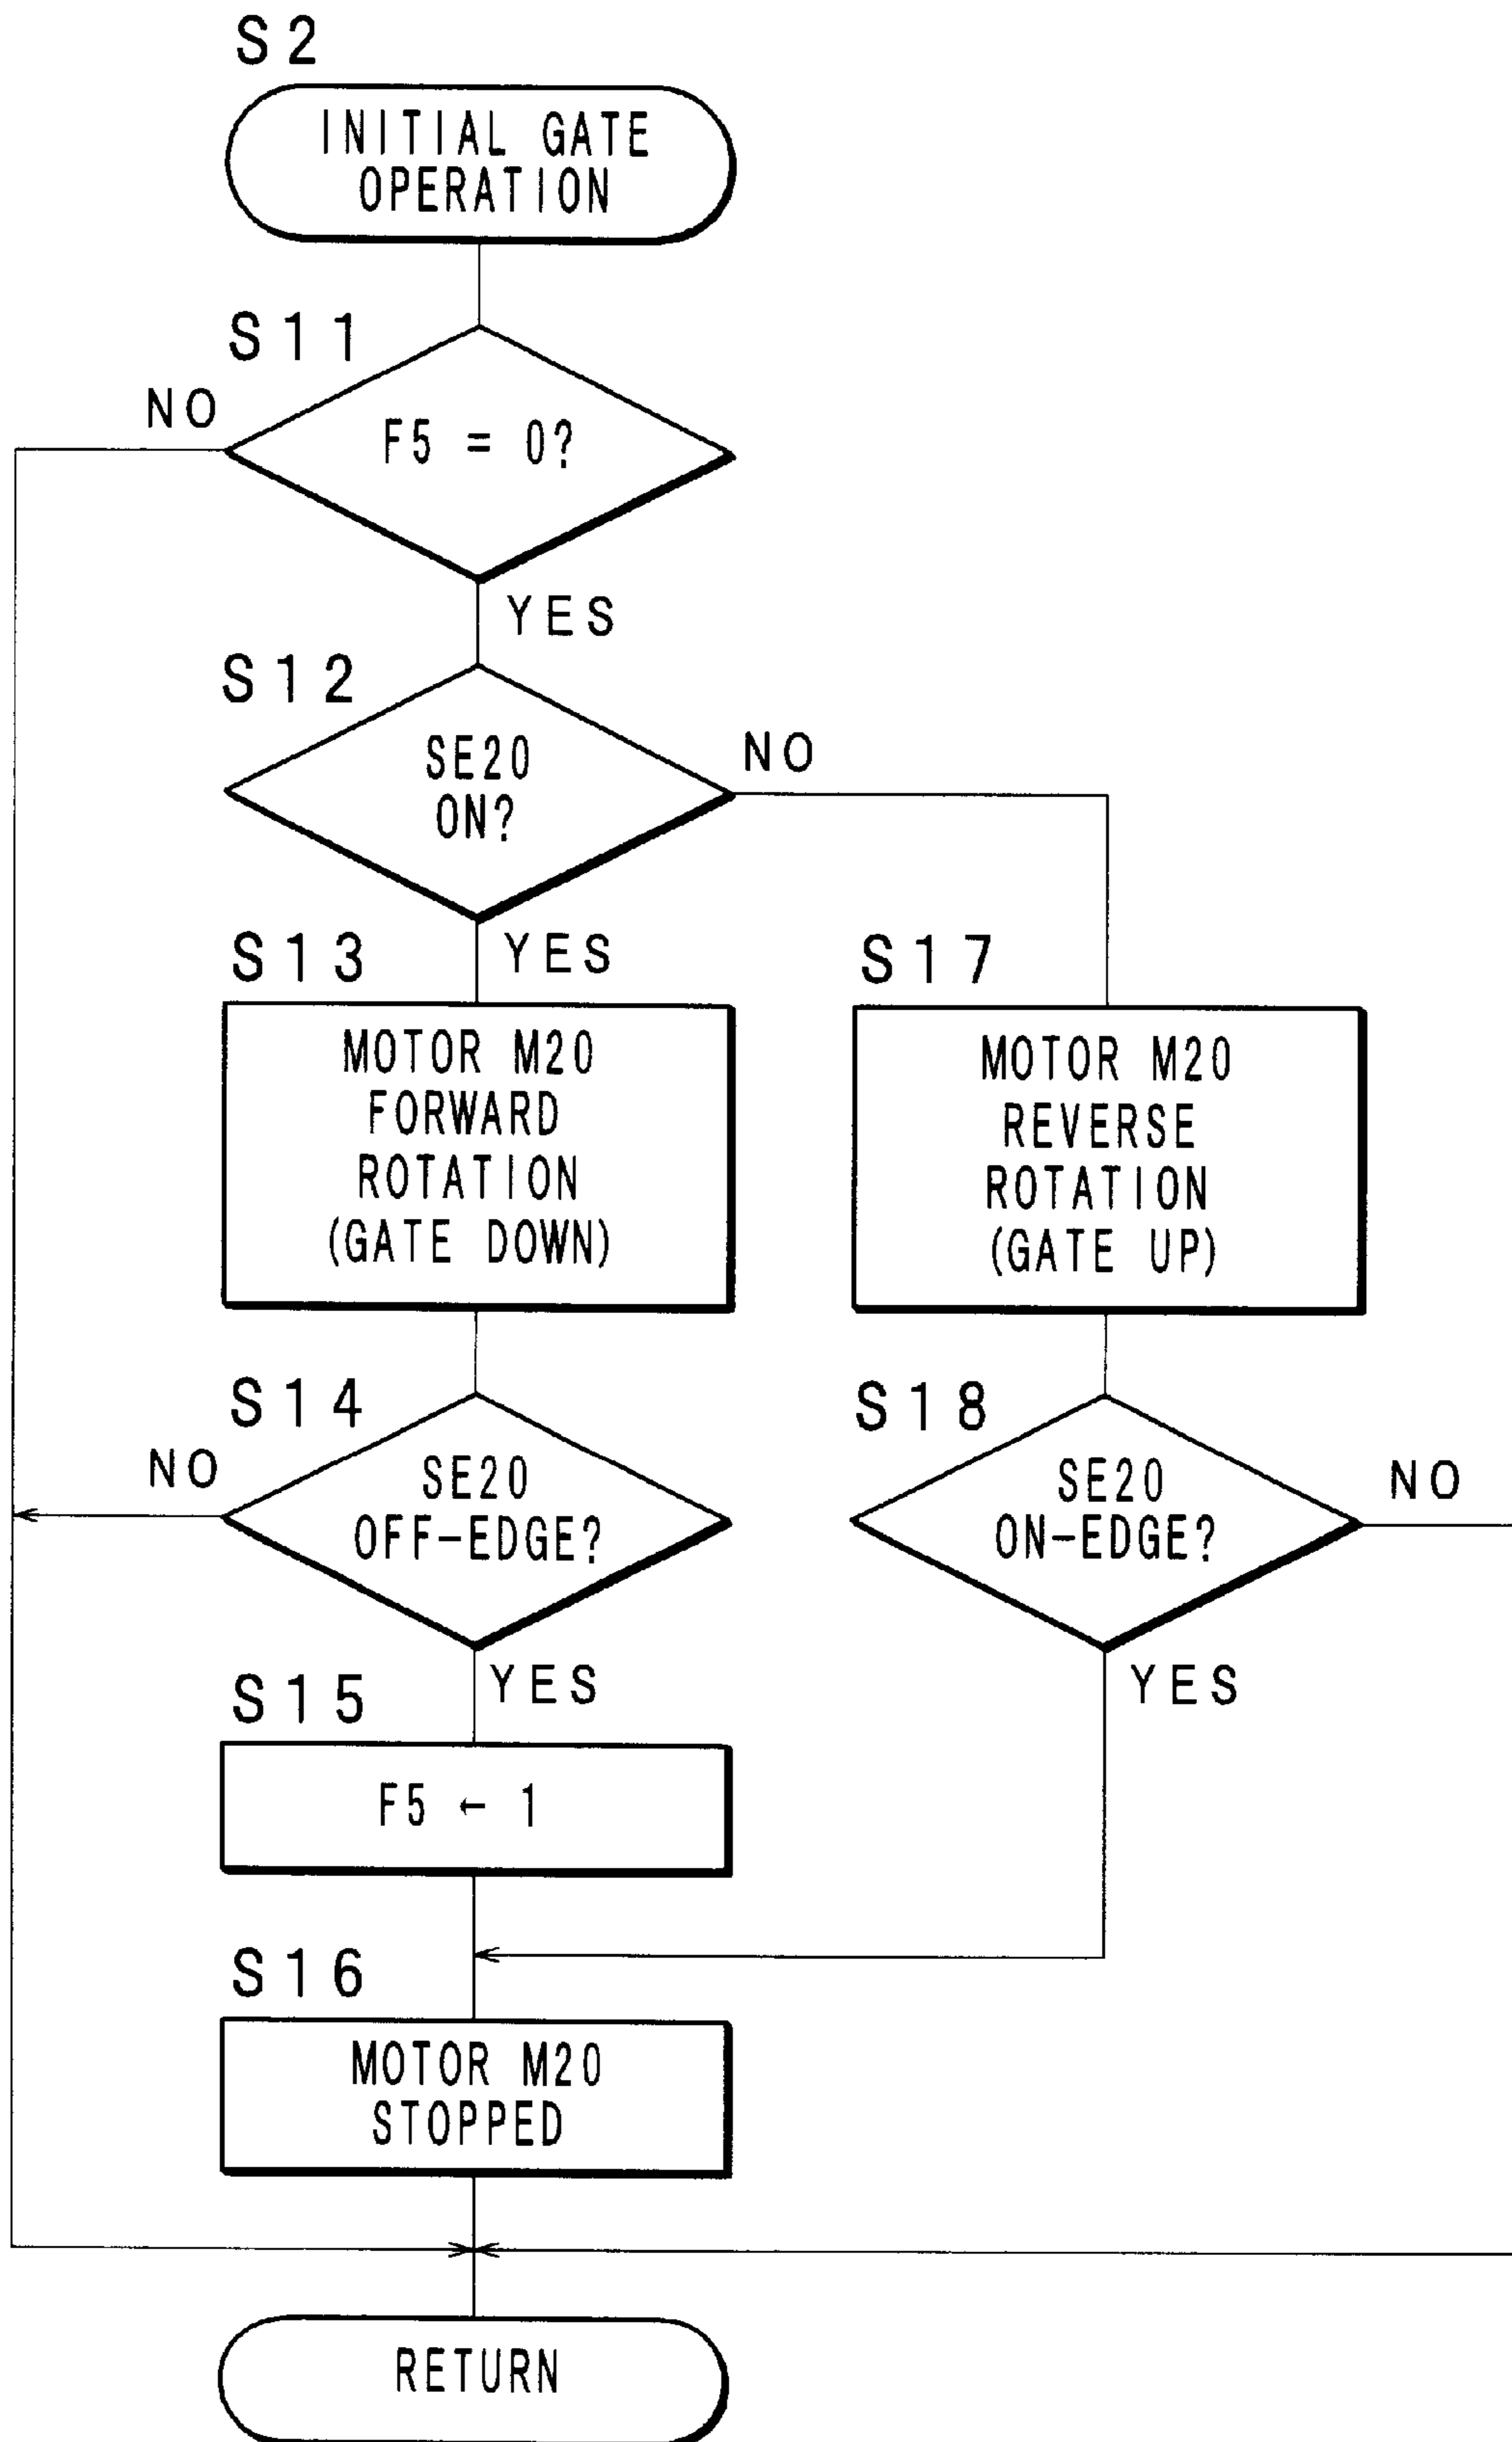 S2
INITIAL GATE
OPERATION
S11
NO
F5 = 0?
YES
S12
SE20
ON?
NO
YES
S13
MOTOR M20
FORWARD
ROTATION
(GATE DOWN)
S17
MOTOR M20
REVERSE
ROTATION
(GATE UP)
S14
NO
SE20
OFF-EDGE?
YES
S18
SE20
ON-EDGE?
NO
YES
S15
F5 ← 1
S16
MOTOR M20
STOPPED
RETURN